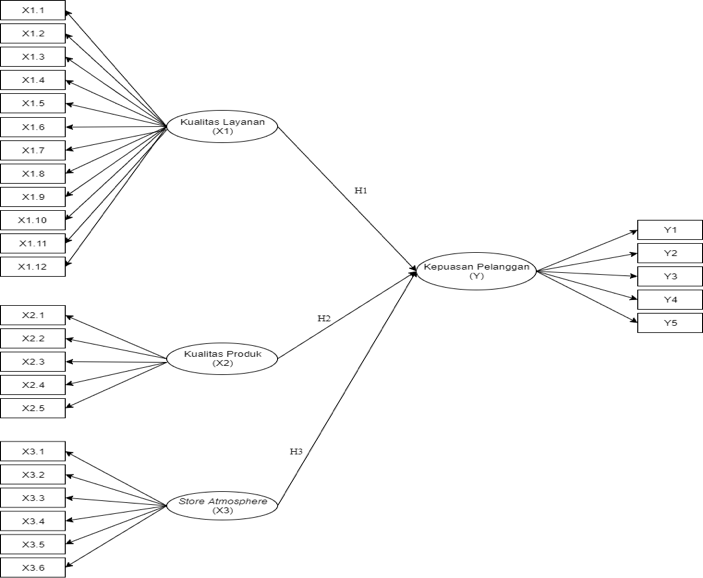 X1.1
X1.2
X1.3
X1.4
X1.5
X1.6
X1.7
X1.8
X1.9
X1.10
X1.11
X1.12
Kualitas Layanan
(X1)
H1
Kepuasan Pelanggan
(Y)
Y1
Y2
Y3
Y4
Y5
X2.1
X2.2
X2.3
X2.4
X2.5
Kualitas Produk
(X2)
H2
X3.1
X3.2
X3.3
X3.4
X3.5
X3.6
Store Atmosphere
(X3)
H3